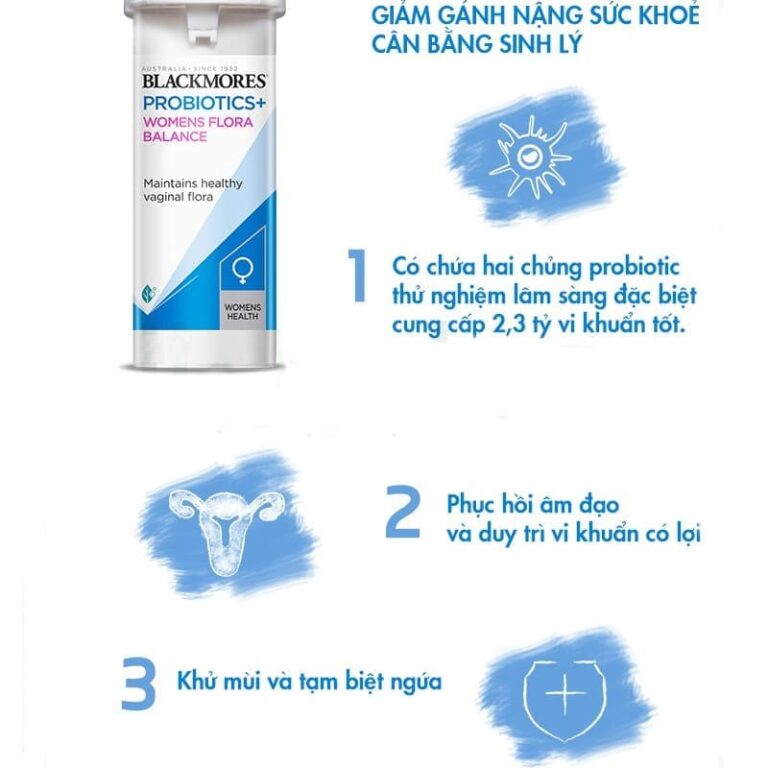 GIẢM GÁNH NẶNG SỨC KHOẺ
CÂN BẰNG SINH LÝ
AUSTRALIA • SINCE 1932
BLACKMORES
PROBIOTICS+
WOMENS FLORA
BALANCE
Maintains healthy
vaginal flora
WOMENS
HEALTH
1
Có chứa hai chủng probiotic
thử nghiệm lâm sàng đặc biệt
cung cấp 2,3 tỷ vi khuẩn tốt.
2
Phục hồi âm đạo
và duy trì vi khuẩn có lợi
3
Khử mùi và tạm biệt ngứa